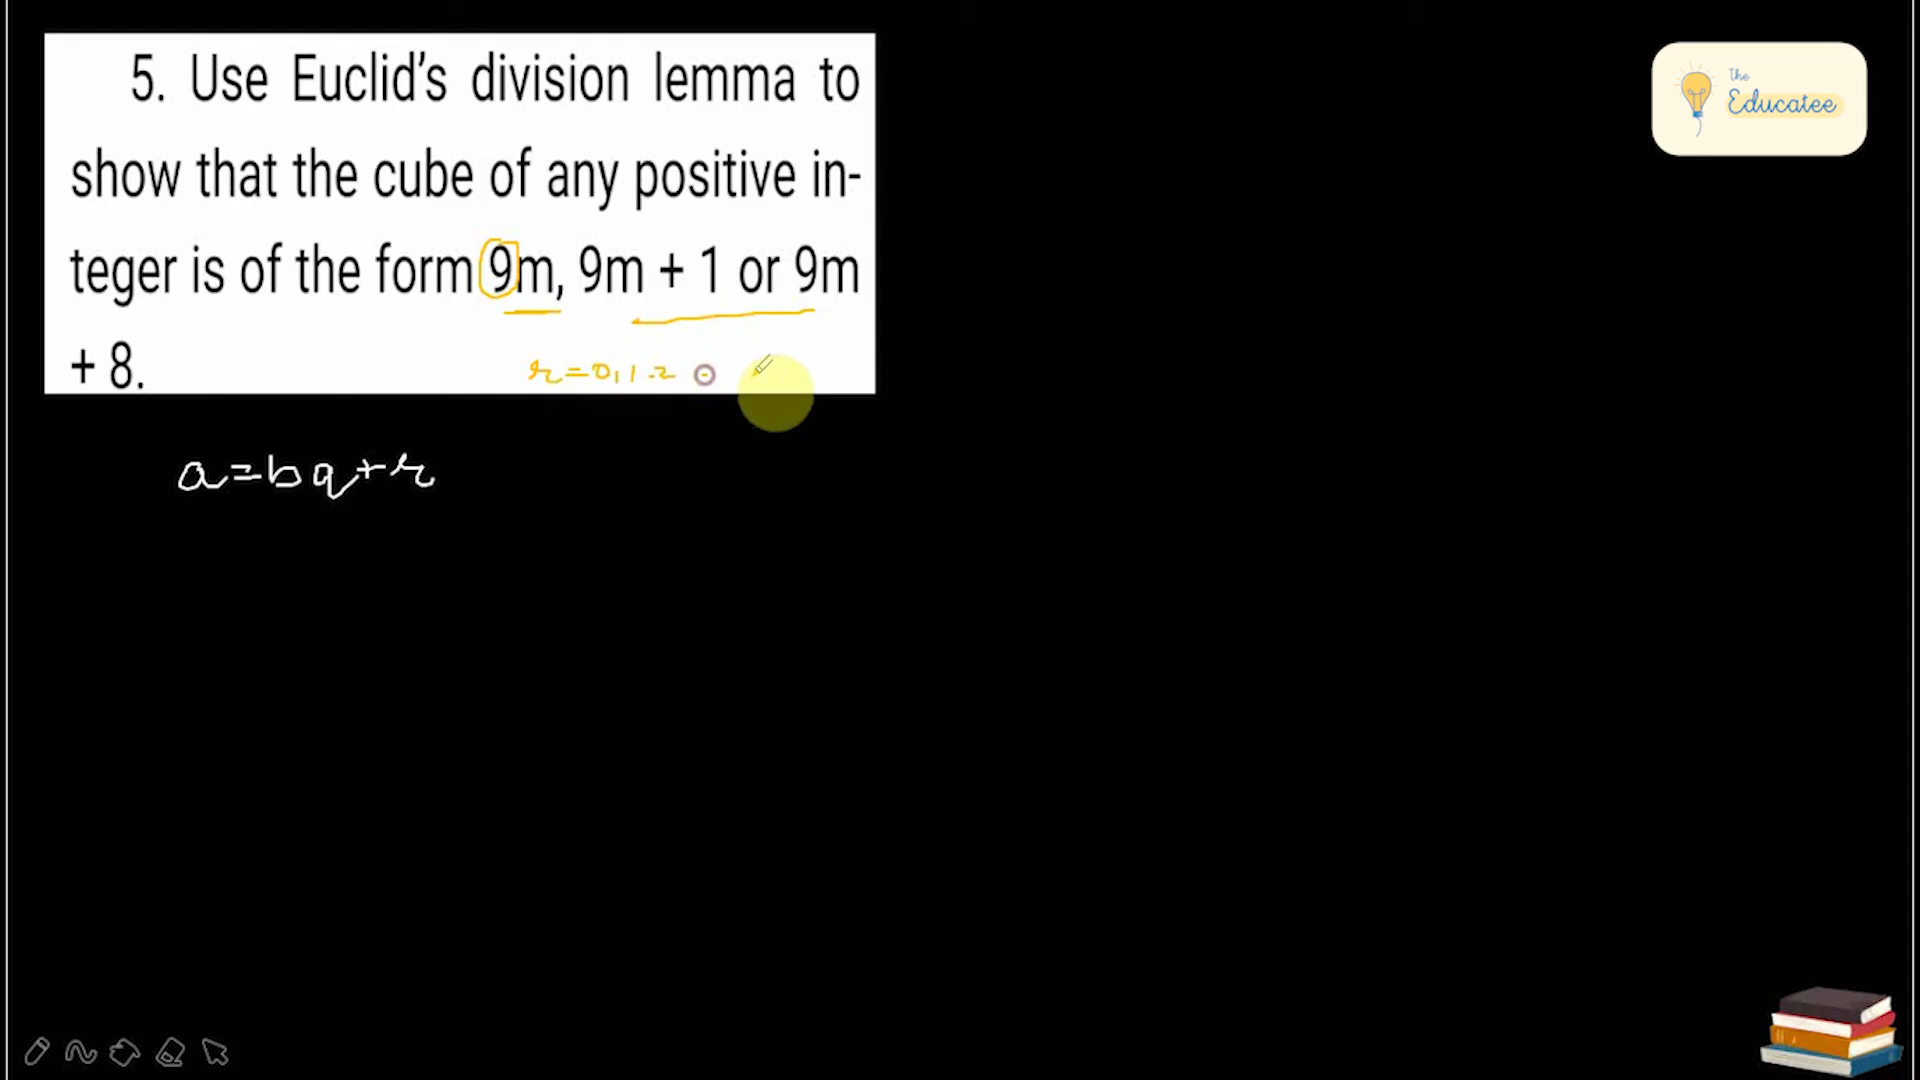 5. Use Euclid's division lemma to
show that the cube of any positive in-
teger is of the form 9m, 9m + 1 or 9m
+ 8.
r=0,1 2
a=bq+r
The
Educatee